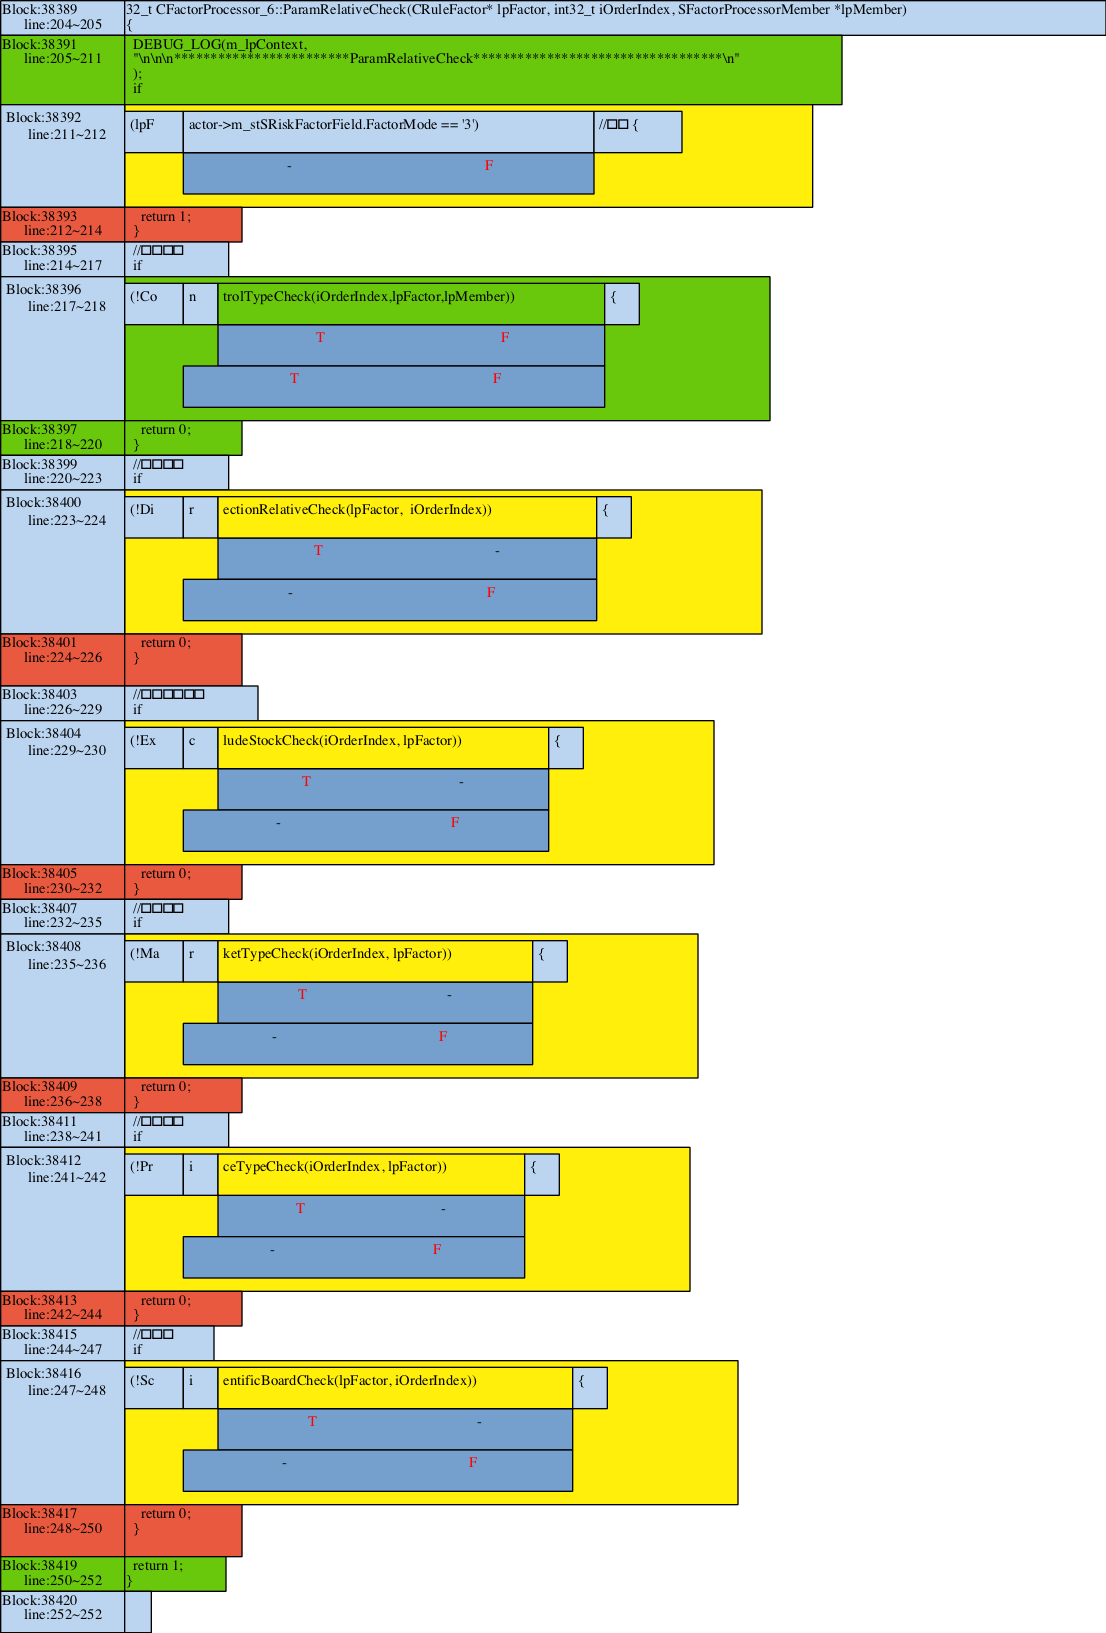 Block:38389
line:204~205
32_t CFactorProcessor_6::ParamRelativeCheck(CRuleFactor* lpFactor, int32_t iOrderIndex, SFactorProcessorMember *lpMember)
{
Block:38391
line:205~211
DEBUG_LOG(m_lpContext,
"\n\n\n************************ParamRelativeCheck**********************************\n"
);
if
Block:38392
line:211~212
(lpF actor->m_stSRiskFactorField.FactorMode == '3') //□□ {
- F
Block:38393
line:212~214
return 1;
}
Block:38395
line:214~217
//□□□□
if
Block:38396
line:217~218
(!Co n trolTypeCheck(iOrderIndex,lpFactor,lpMember)) {
T F
T F
Block:38397
line:218~220
return 0;
}
Block:38399
line:220~223
//□□□□
if
Block:38400
line:223~224
(!Di r ectionRelativeCheck(lpFactor, iOrderIndex)) {
T -
- F
Block:38401
line:224~226
return 0;
}
Block:38403
line:226~229
//□□□□□□
if
Block:38404
line:229~230
(!Ex c ludeStockCheck(iOrderIndex, lpFactor)) {
T -
- F
Block:38405
line:230~232
return 0;
}
Block:38407
line:232~235
//□□□□
if
Block:38408
line:235~236
(!Ma r ketTypeCheck(iOrderIndex, lpFactor)) {
T -
- F
Block:38409
line:236~238
return 0;
}
Block:38411
line:238~241
//□□□□
if
Block:38412
line:241~242
(!Pr i ceTypeCheck(iOrderIndex, lpFactor)) {
T -
- F
Block:38413
line:242~244
return 0;
}
Block:38415
line:244~247
//□□□
if
Block:38416
line:247~248
(!Sc i entificBoardCheck(lpFactor, iOrderIndex)) {
T -
- F
Block:38417
line:248~250
return 0;
}
Block:38419
line:250~252
return 1;
}
Block:38420
line:252~252